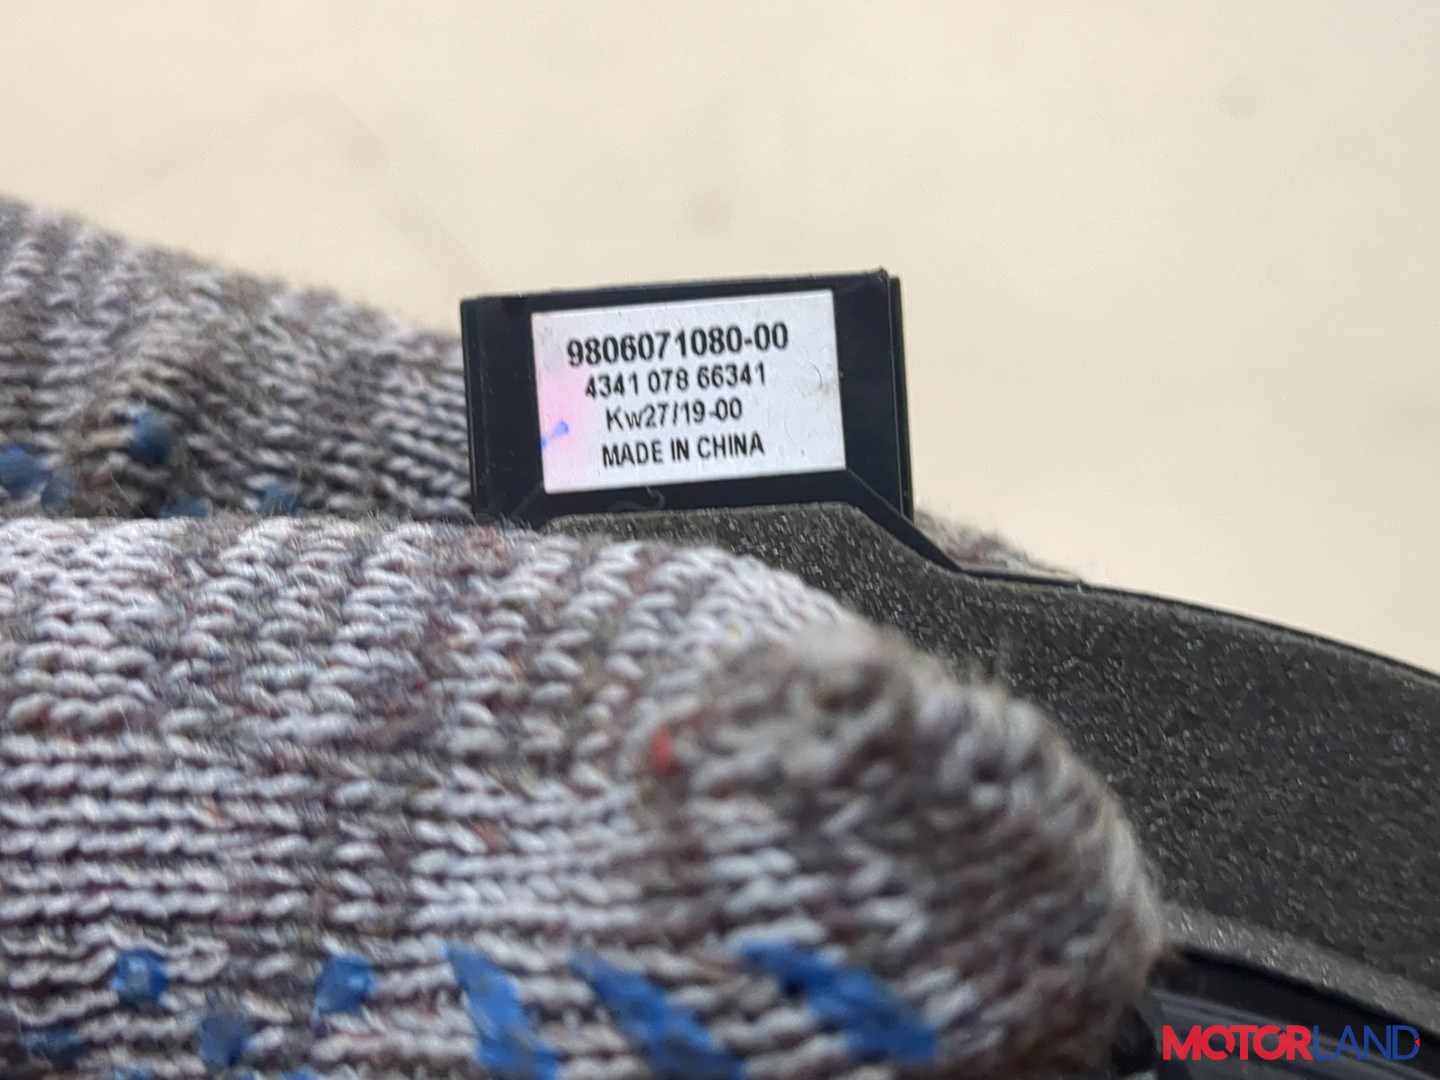 9806071080-00
4341 078 66341
Kw27/19-00
MADE IN CHINA
MOTORLAND